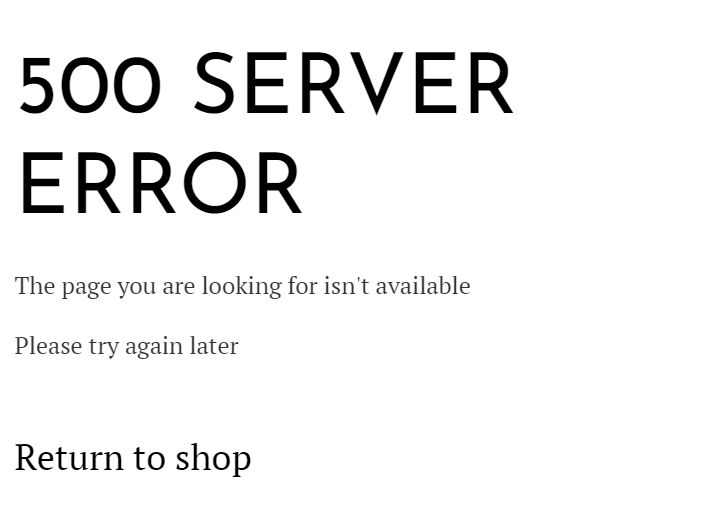 500 SERVER
ERROR
The page you are looking for isn't available
Please try again later
Return to shop